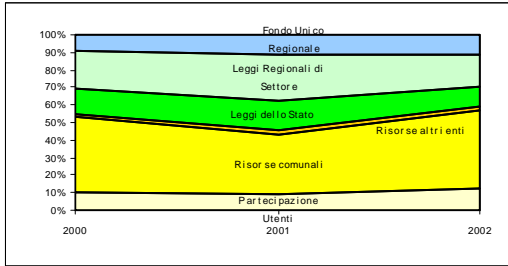 Fondo Unico
Regionale
Leggi Regionali di
Settore
Leggi dello Stato
Risorse altri enti
Risorse comunali
Partecipazione
Utenti
100%
90%
80%
70%
60%
50%
40%
30%
20%
10%
0%
2000
2001
2002